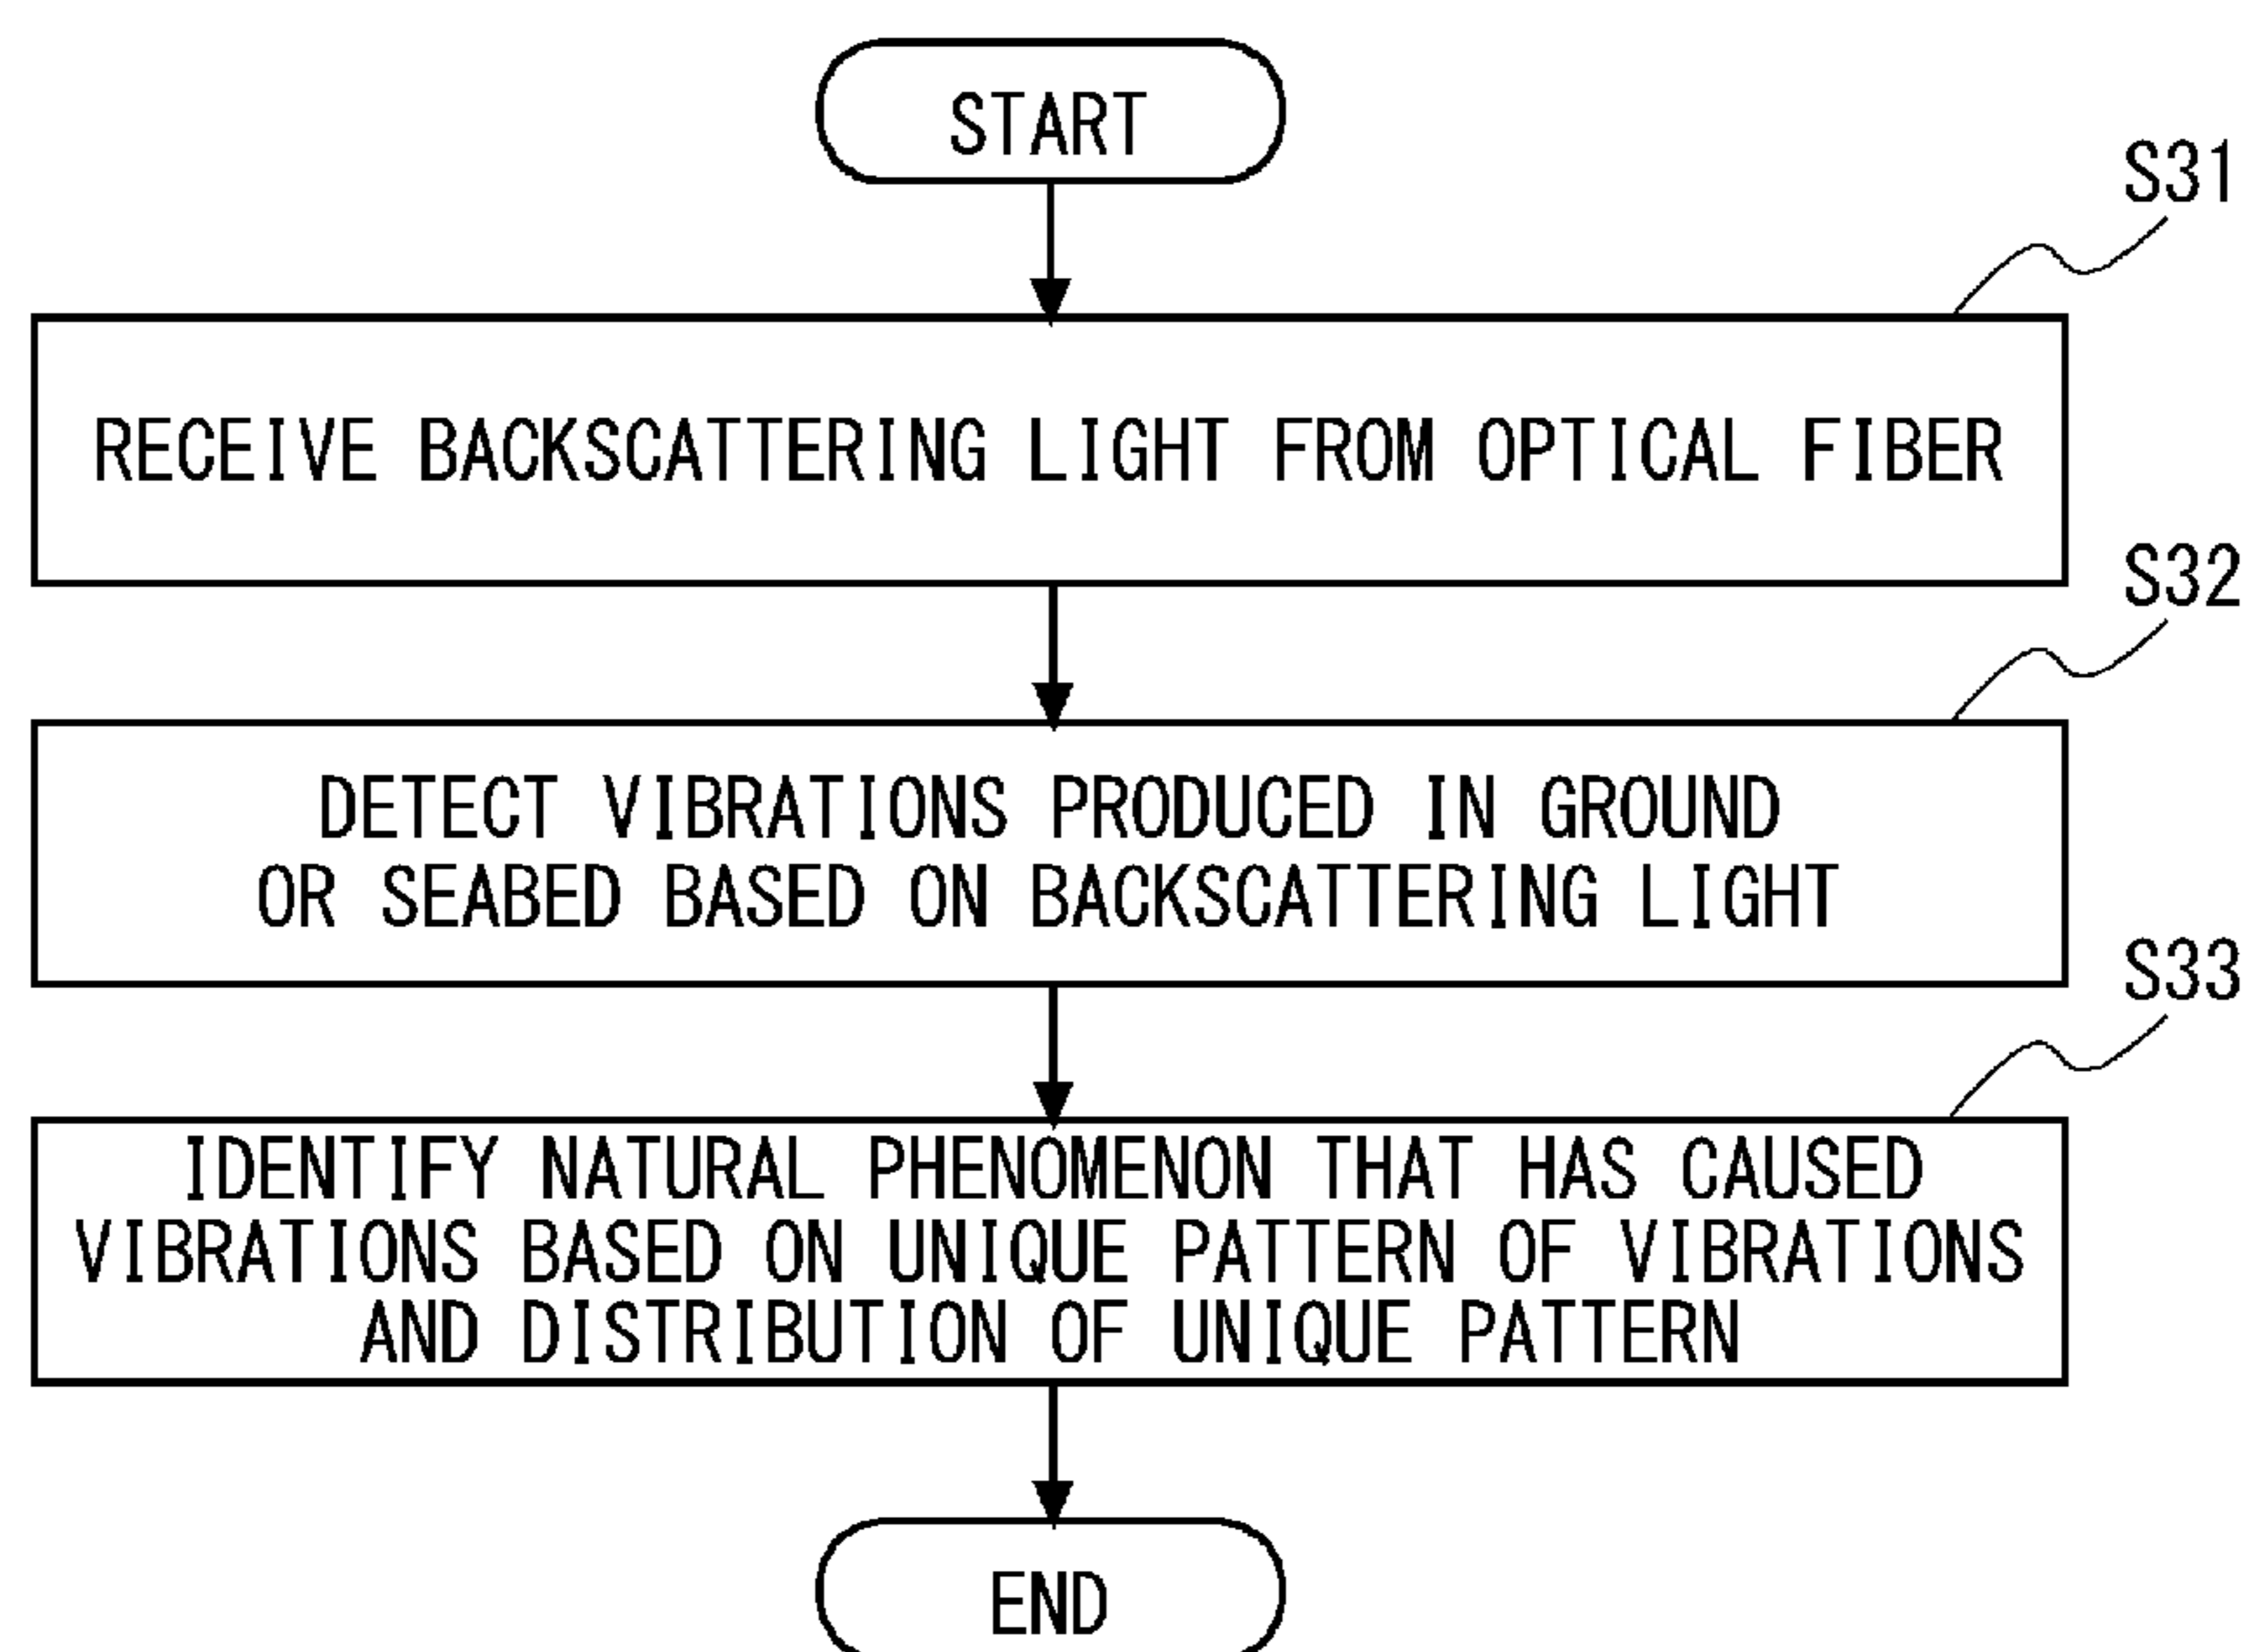 START
S31
RECEIVE BACKSCATTERING LIGHT FROM OPTICAL FIBER
S32
DETECT VIBRATIONS PRODUCED IN GROUND
OR SEABED BASED ON BACKSCATTERING LIGHT
S33
IDENTIFY NATURAL PHENOMENON THAT HAS CAUSED
VIBRATIONS BASED ON UNIQUE PATTERN OF VIBRATIONS
AND DISTRIBUTION OF UNIQUE PATTERN
END